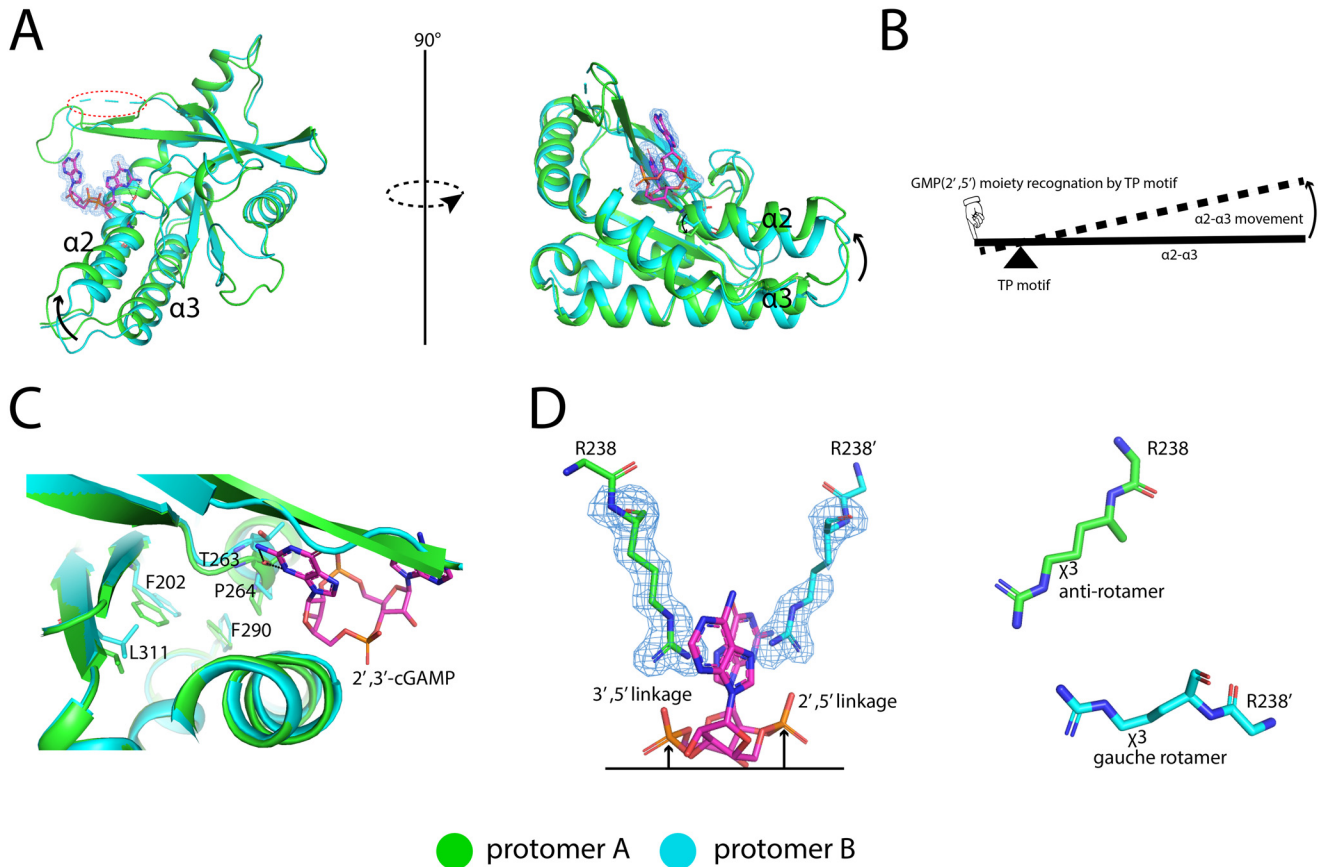 A
90°
B
α2
α3
α2
α3
GMP(2′,5′) moiety recognation by TP motif
α2-α3 movement
α2-α3
TP motif
C
D
T263
F202
P264
F290
L311
2′,3′-cGAMP
R238
R238′
3′,5′ linkage
2′,5′ linkage
R238
χ3
anti-rotamer
R238′
χ3
gauche rotamer
protomer A
protomer B